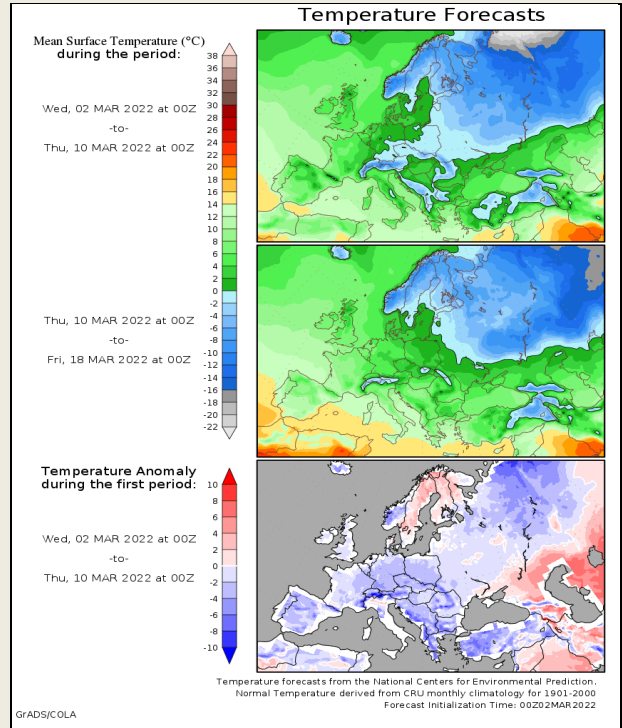 Temperature Forecasts
Mean Surface Temperature (°C)
during the period:
38
36
34
32
30
28
26
24
22
20
18
16
14
12
10
8
6
4
2
0
-2
-4
-6
-8
-10
-12
-14
-16
-18
-20
-22
Wed, 02 MAR 2022 at 00Z
-to-
Thu, 10 MAR 2022 at 00Z
Thu, 10 MAR 2022 at 00Z
-to-
Fri, 18 MAR 2022 at 00Z
Temperature Anomaly
during the first period:
10
8
6
4
2
0
-2
-4
-6
-8
-10
Wed, 02 MAR 2022 at 00Z
-to-
Thu, 10 MAR 2022 at 00Z
Temperature forecasts from the National Centers for Environmental Prediction.
Normal Temperature derived from CRU monthly climatology for 1901-2000
Forecast Initialization Time: 00Z02MAR2022
GrADS/COLA